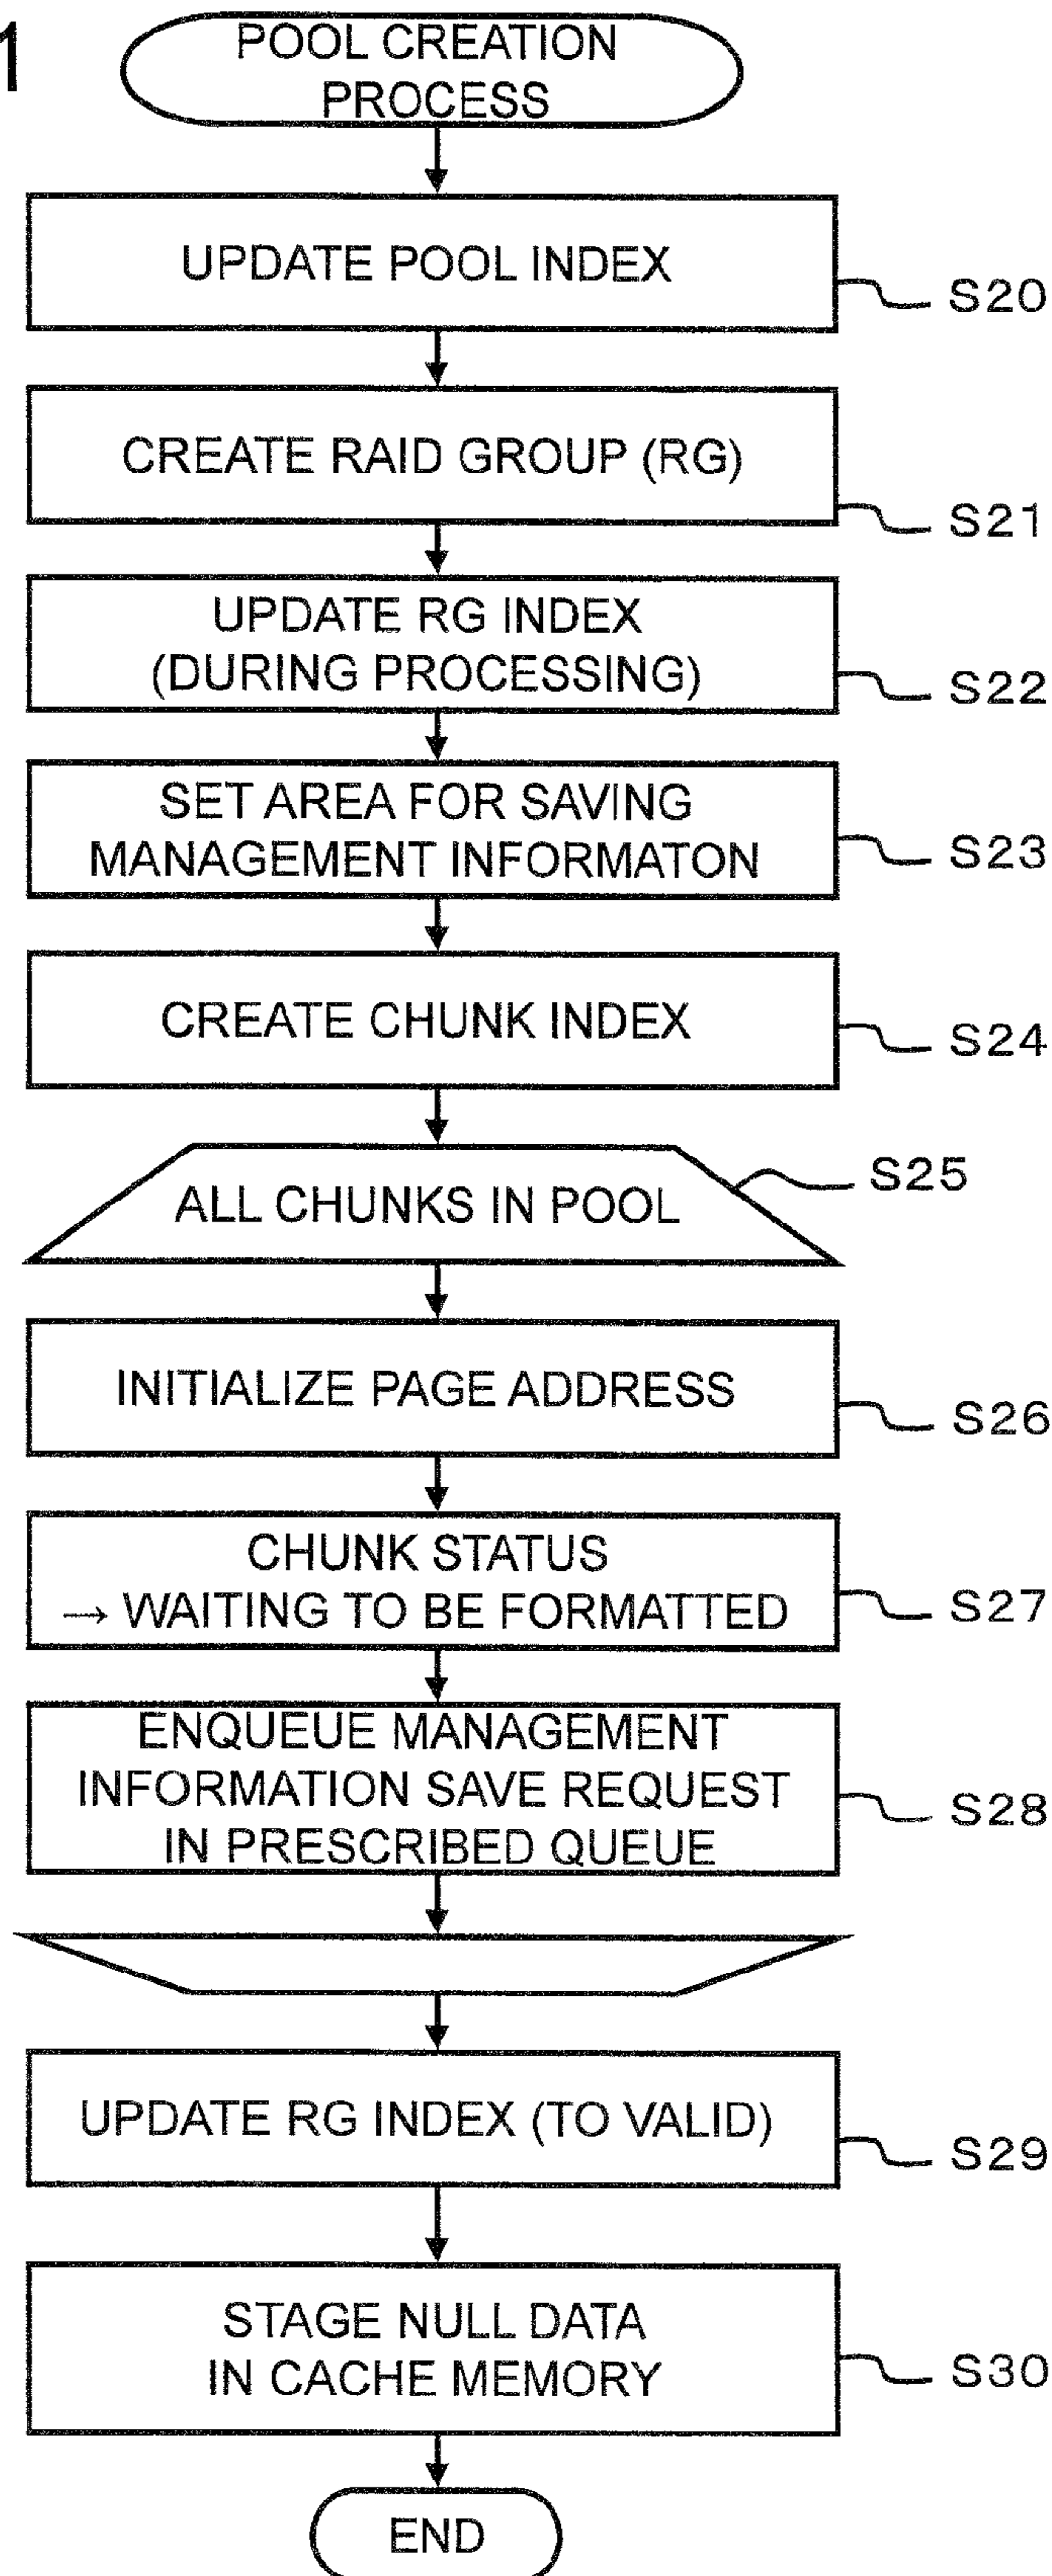 1
POOL CREATION
PROCESS
UPDATE POOL INDEX
S20
CREATE RAID GROUP (RG)
S21
UPDATE RG INDEX
(DURING PROCESSING)
S22
SET AREA FOR SAVING
MANAGEMENT INFORMATON
S23
CREATE CHUNK INDEX
S24
ALL CHUNKS IN POOL
S25
INITIALIZE PAGE ADDRESS
S26
CHUNK STATUS
→ WAITING TO BE FORMATTED
S27
ENQUEUE MANAGEMENT
INFORMATION SAVE REQUEST
IN PRESCRIBED QUEUE
S28
UPDATE RG INDEX (TO VALID)
S29
STAGE NULL DATA
IN CACHE MEMORY
S30
END